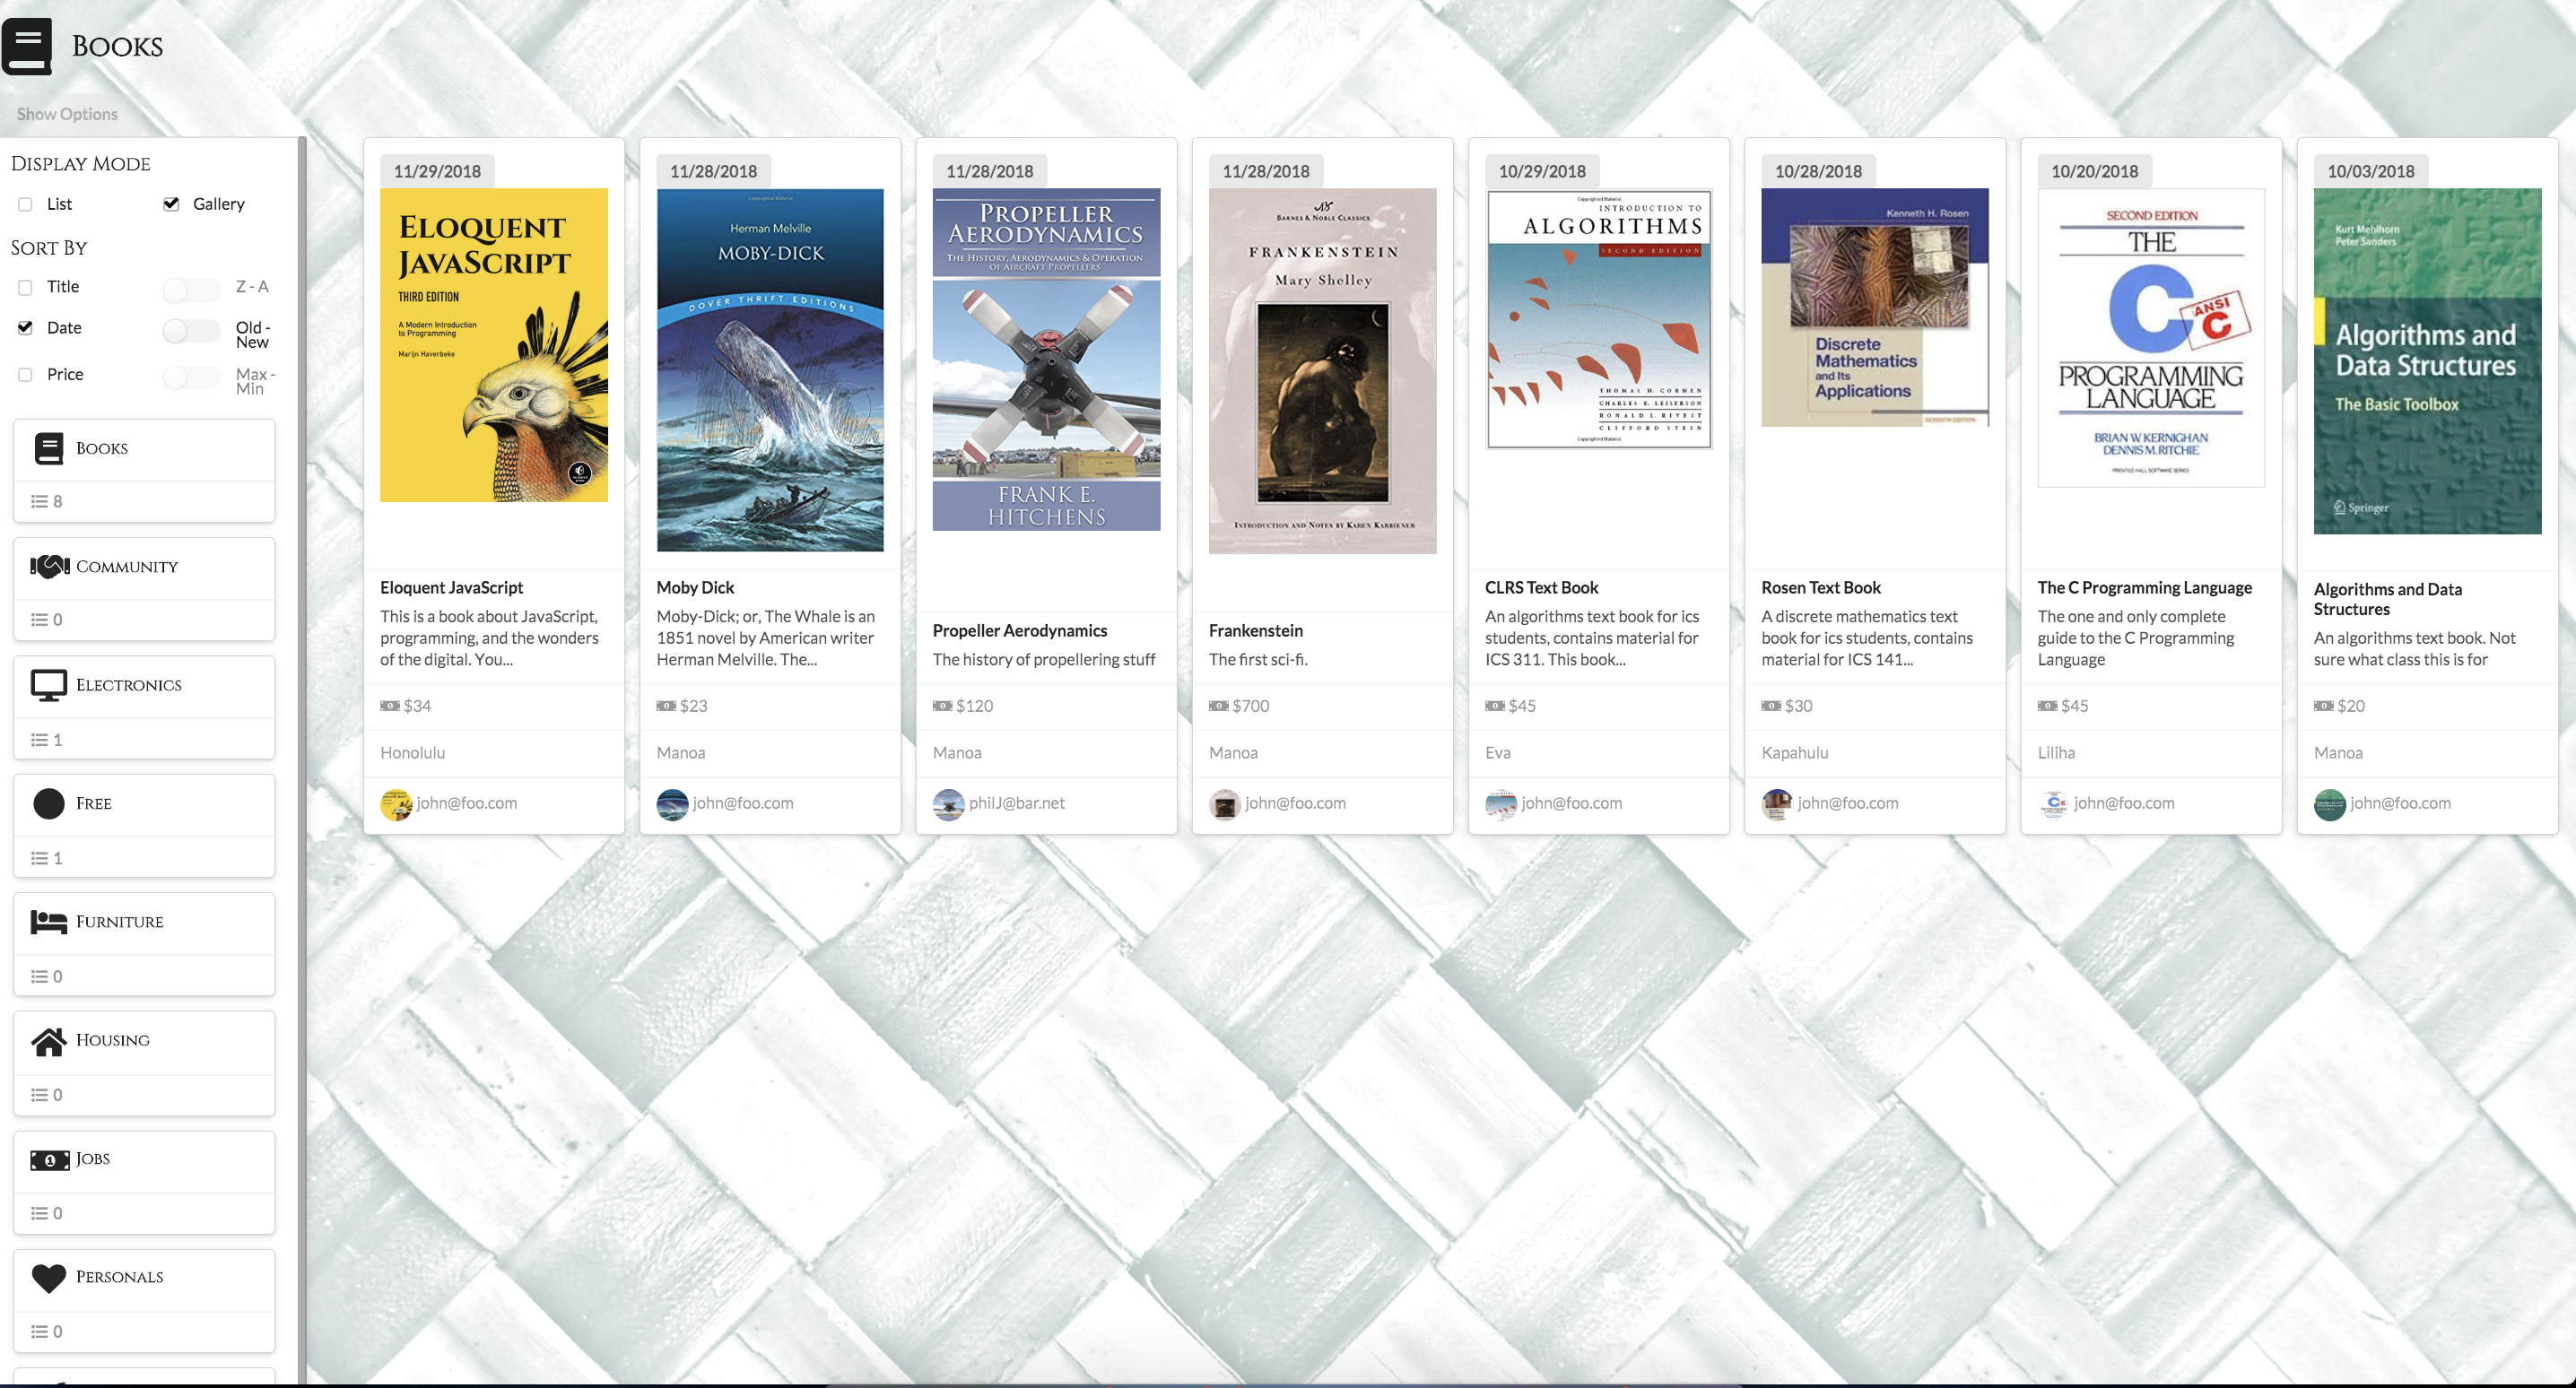 Books
Show Options
Display Mode
List
Gallery
Sort By
Title
Z - A
Date
Old -
New
Price
Max -
Min
Books
8
Community
0
Electronics
1
Free
1
Furniture
0
Housing
0
Jobs
0
Personals
0
11/29/2018
ELOQUENT
JAVASCRIPT
THIRD EDITION
A Modern Introduction
to Programming
Marijn Haverbeke
Eloquent JavaScript
This is a book about JavaScript,
programming, and the wonders
of the digital. You...
$34
Honolulu
john@foo.com
11/28/2018
Copyrighted Material
Herman Melville
MOBY-DICK
DOVER THRIFT EDITIONS
Moby Dick
Moby-Dick; or, The Whale is an
1851 novel by American writer
Herman Melville. The...
$23
Manoa
john@foo.com
11/28/2018
PROPELLER
AERODYNAMICS
THE HISTORY, AERODYNAMICS & OPERATION
OF AIRCRAFT PROPELLERS
FRANK E.
HITCHENS
Propeller Aerodynamics
The history of propellering stuff
$120
Manoa
philJ@bar.net
11/28/2018
BARNES & NOBLE CLASSICS
FRANKENSTEIN
Mary Shelley
INTRODUCTION AND NOTES BY KAREN KARBIENER
Frankenstein
The first sci-fi.
$700
Manoa
john@foo.com
10/29/2018
Copyrighted Material
INTRODUCTION TO
ALGORITHMS
SECOND EDITION
THOMAS H. CORMEN
CHARLES E. LEISERSON
RONALD L. RIVEST
CLIFFORD STEIN
Copyrighted Material
CLRS Text Book
An algorithms text book for ics
students, contains material for
ICS 311. This book...
$45
Eva
john@foo.com
10/28/2018
Kenneth H. Rosen
Discrete
Mathematics
and Its
Applications
SEVENTH EDITION
Rosen Text Book
A discrete mathematics text
book for ics students, contains
material for ICS 141...
$30
Kapahulu
john@foo.com
10/20/2018
SECOND EDITION
THE
C
ANSI
C
PROGRAMMING
LANGUAGE
BRIAN W. KERNIGHAN
DENNIS M. RITCHIE
PRENTICE HALL SOFTWARE SERIES
The C Programming Language
The one and only complete
guide to the C Programming
Language
$45
Liliha
john@foo.com
10/03/2018
Kurt Mehlhorn
Peter Sanders
Algorithms and
Data Structures
The Basic Toolbox
Springer
Algorithms and Data
Structures
An algorithms text book. Not
sure what class this is for
$20
Manoa
john@foo.com